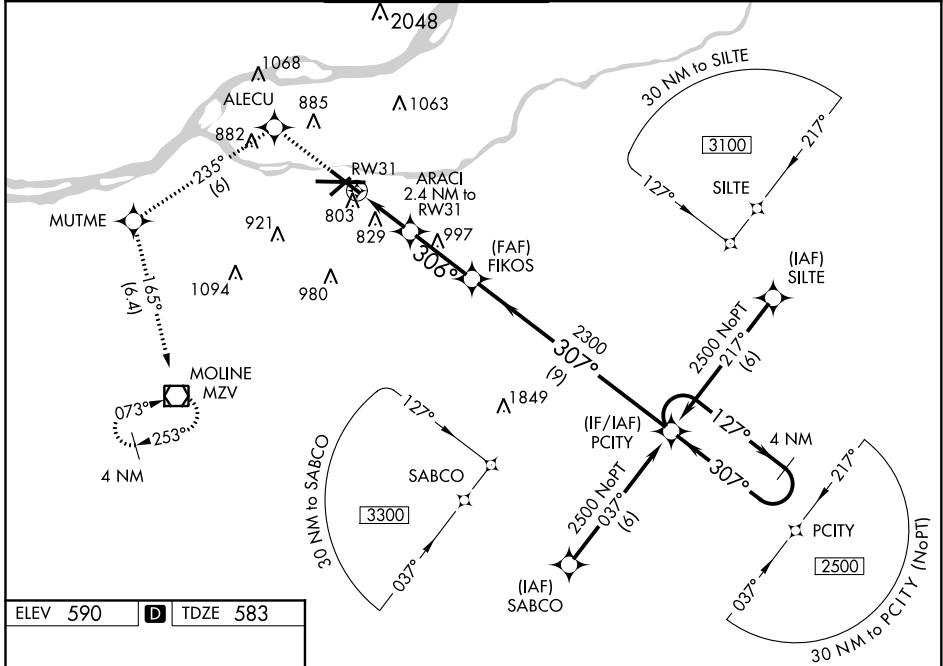 2048
1068
ALECU
885
1063
882
30 NM to SILTE
3100
217°
127°
SILTE
235°
(6)
RW31
ARACI
2.4 NM to
RW31
803
829
997
MUTME
921
306°
(FAF)
FIKOS
1094
980
165°
(6.4)
(IAF)
SILTE
2300
307°
(9)
2500 NoPT
217°
(6)
MOLINE
MZV
073°
253°
4 NM
1849
(IF/IAF)
PCITY
127°
4 NM
307°
127°
SABCO
30 NM to SABCO
3300
037°
2500 NoPT
037°
(6)
(IAF)
SABCO
217°
PCITY
2500
037°
30 NM to PCITY (NoPT)
ELEV 590 D TDZE 583